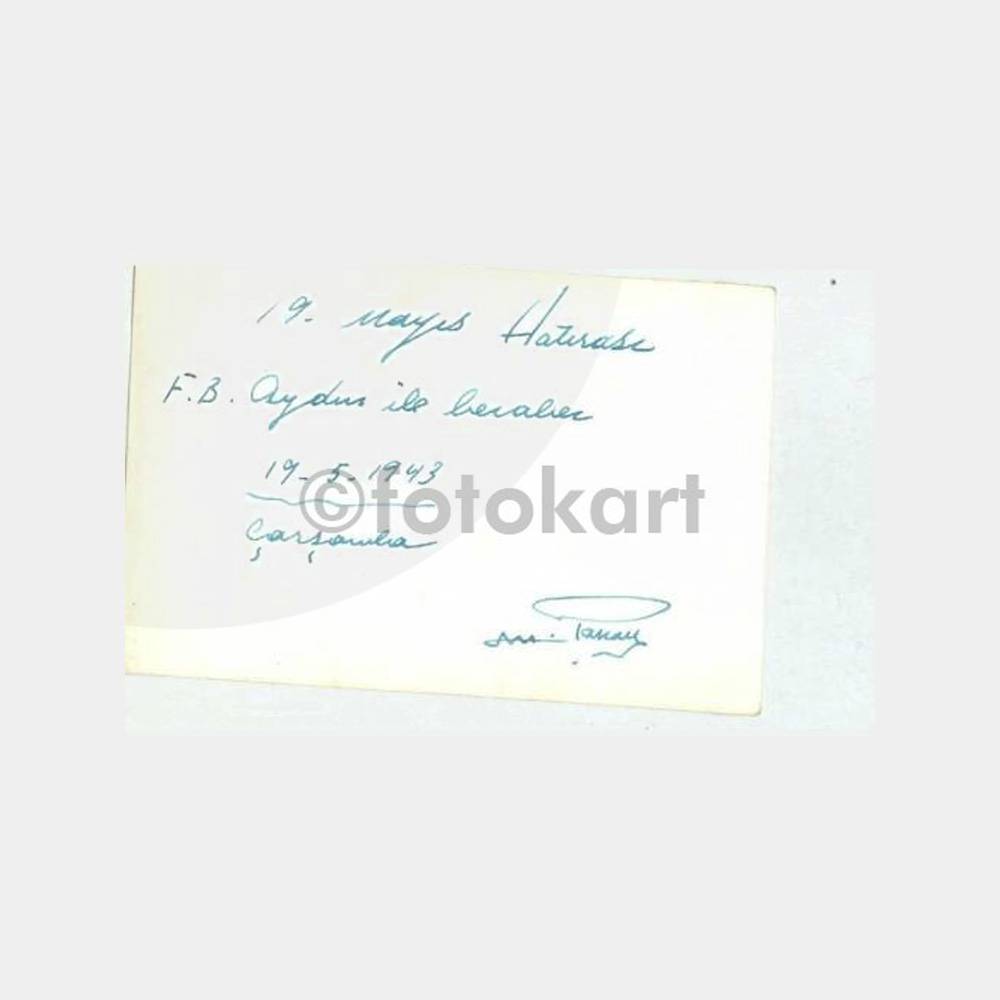 19. Mayıs Hatırası
F.B. Aydın ile beraber
19-5-1943
©fotokart
Çarşamba